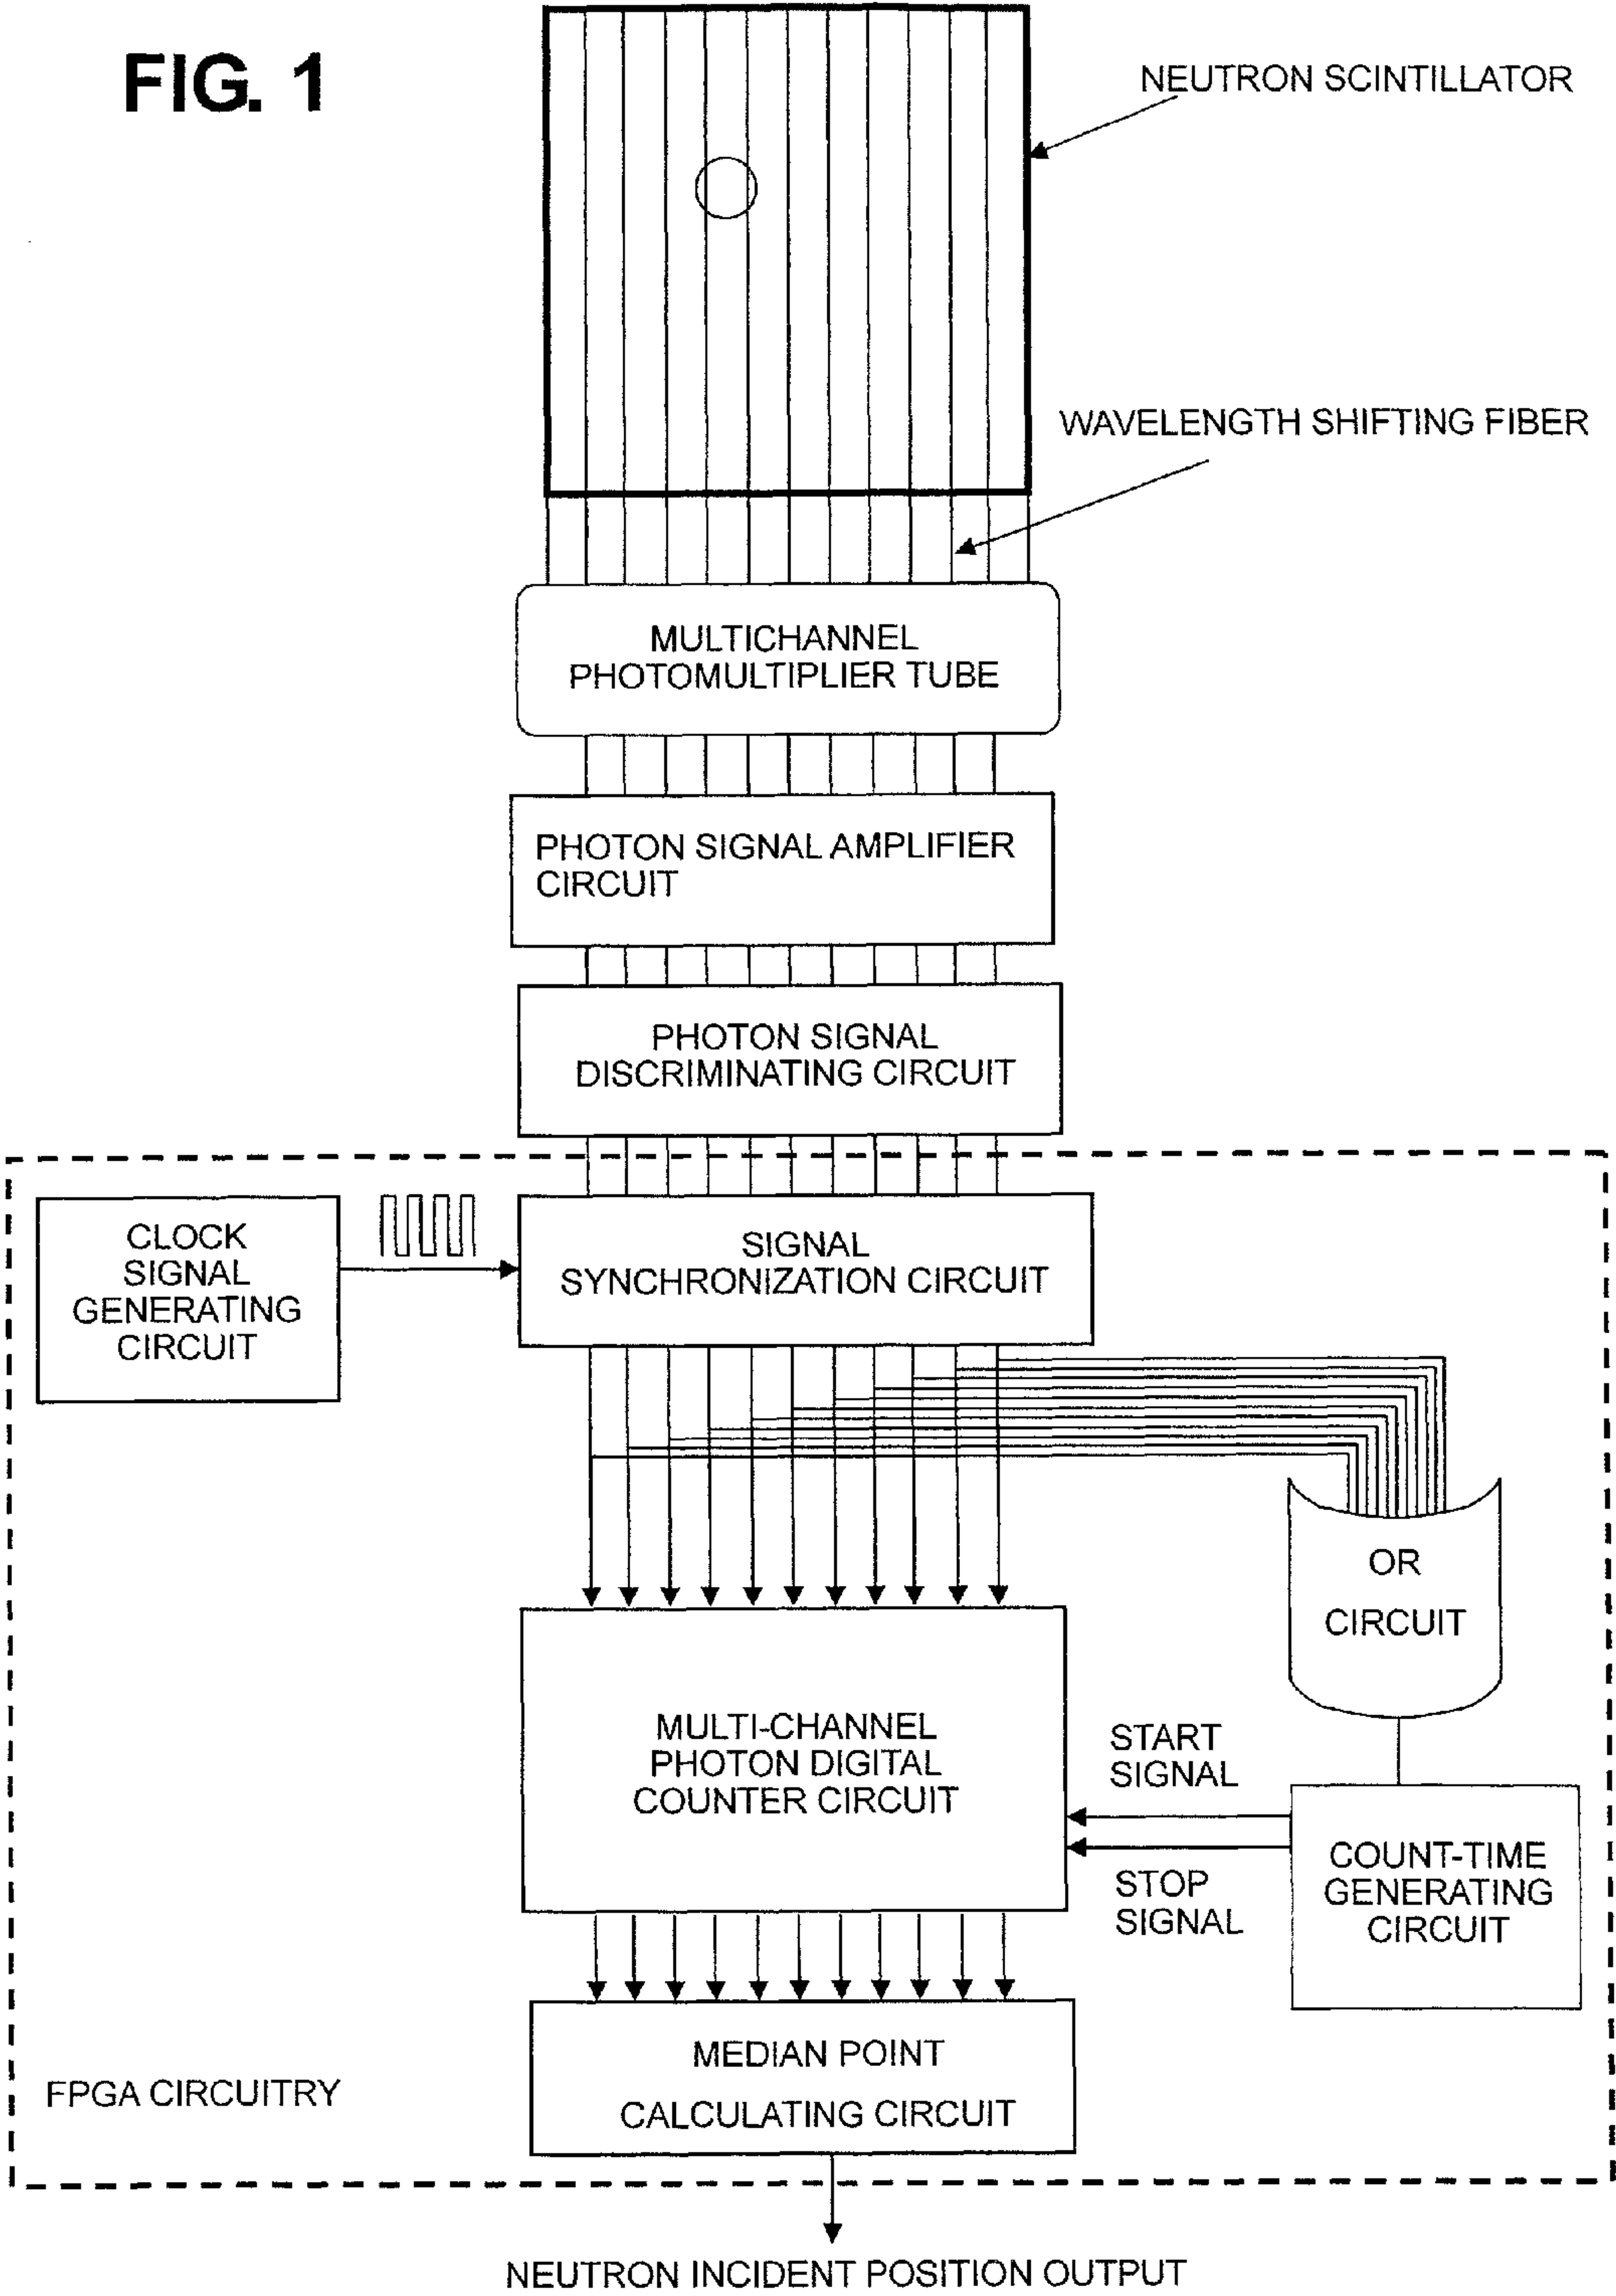 FIG. 1
NEUTRON SCINTILLATOR
WAVELENGTH SHIFTING FIBER
MULTICHANNEL
PHOTOMULTIPLIER TUBE
PHOTON SIGNAL AMPLIFIER
CIRCUIT
PHOTON SIGNAL
DISCRIMINATING CIRCUIT
CLOCK
SIGNAL
GENERATING
CIRCUIT
SIGNAL
SYNCHRONIZATION CIRCUIT
OR
CIRCUIT
MULTI-CHANNEL
PHOTON DIGITAL
COUNTER CIRCUIT
START
SIGNAL
STOP
SIGNAL
COUNT-TIME
GENERATING
CIRCUIT
MEDIAN POINT
CALCULATING CIRCUIT
FPGA CIRCUITRY
NEUTRON INCIDENT POSITION OUTPUT